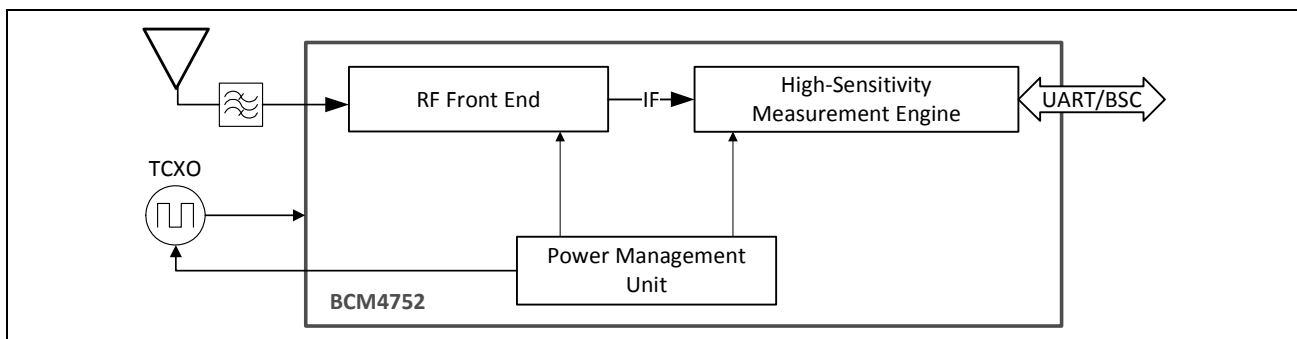 RF Front End
IF
High-Sensitivity
Measurement Engine
UART/BSC
TCXO
Power Management
Unit
BCM4752